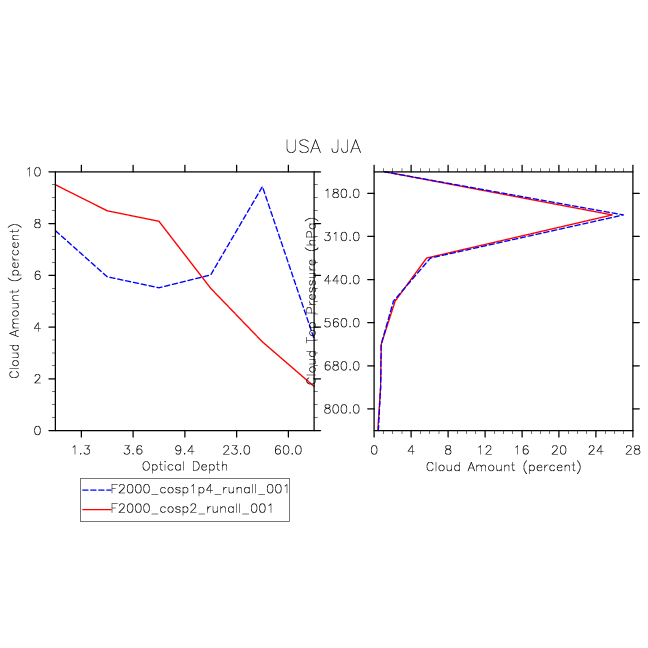 USA JJA
Cloud Amount (percent)
10
8
6
4
2
0
1.3 3.6 9.4 23.0 60.0
Optical Depth
Cloud Top Pressure (hPa)
180.0
310.0
440.0
560.0
680.0
800.0
0 4 8 12 16 20 24 28
Cloud Amount (percent)
F2000_cosp1p4_runall_001
F2000_cosp2_runall_001